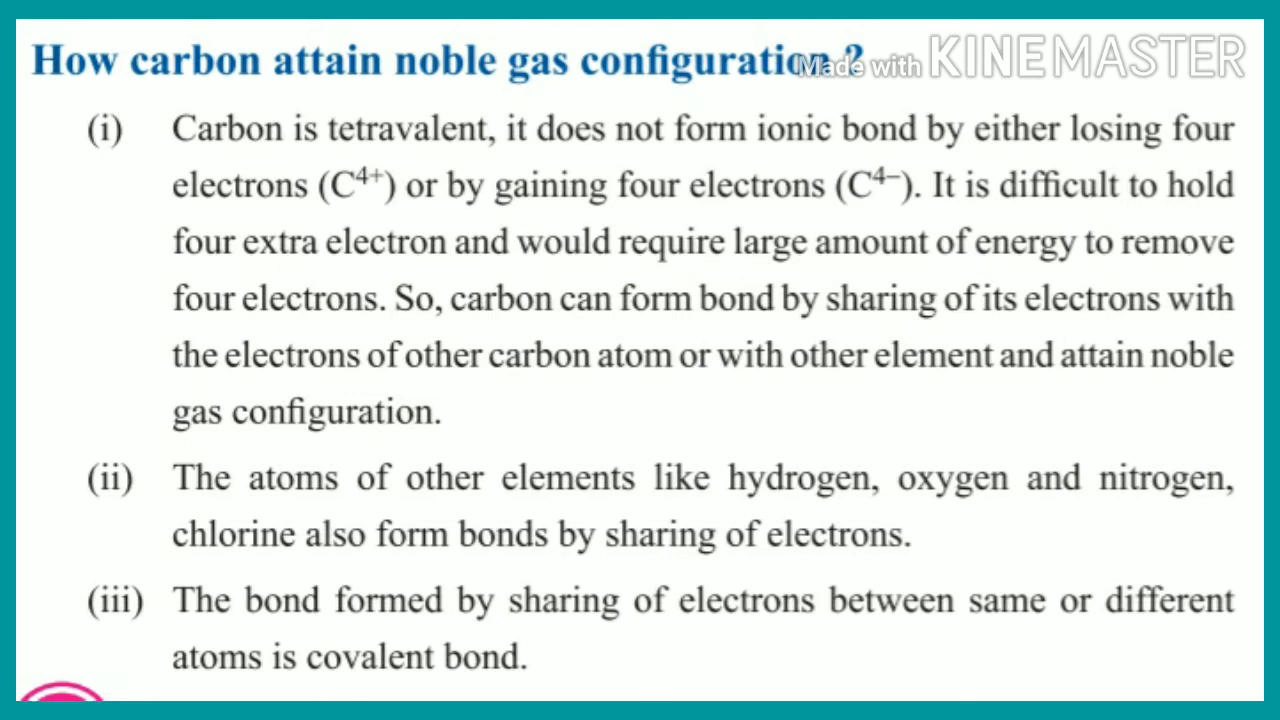 How carbon attain noble gas configuration ?
Made with KINEMASTER
(i) Carbon is tetravalent, it does not form ionic bond by either losing four
electrons (C⁴⁺) or by gaining four electrons (C⁴⁻). It is difficult to hold
four extra electron and would require large amount of energy to remove
four electrons. So, carbon can form bond by sharing of its electrons with
the electrons of other carbon atom or with other element and attain noble
gas configuration.
(ii) The atoms of other elements like hydrogen, oxygen and nitrogen,
chlorine also form bonds by sharing of electrons.
(iii) The bond formed by sharing of electrons between same or different
atoms is covalent bond.